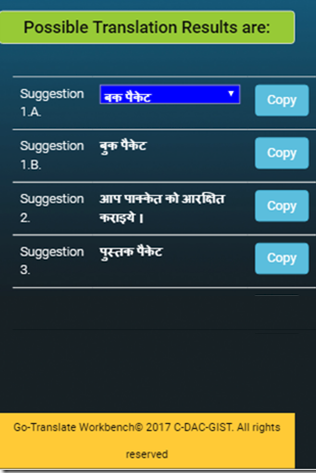 Possible Translation Results are:
Suggestion
1.A.
बक पैकेट
Copy
Suggestion
1.B.
बुक पैकेट
Copy
Suggestion
2.
आप पानकेत को आरक्षित
कराइये ।
Copy
Suggestion
3.
पुस्तक पैकेट
Copy
Go-Translate Workbench© 2017 C-DAC-GIST. All rights
reserved